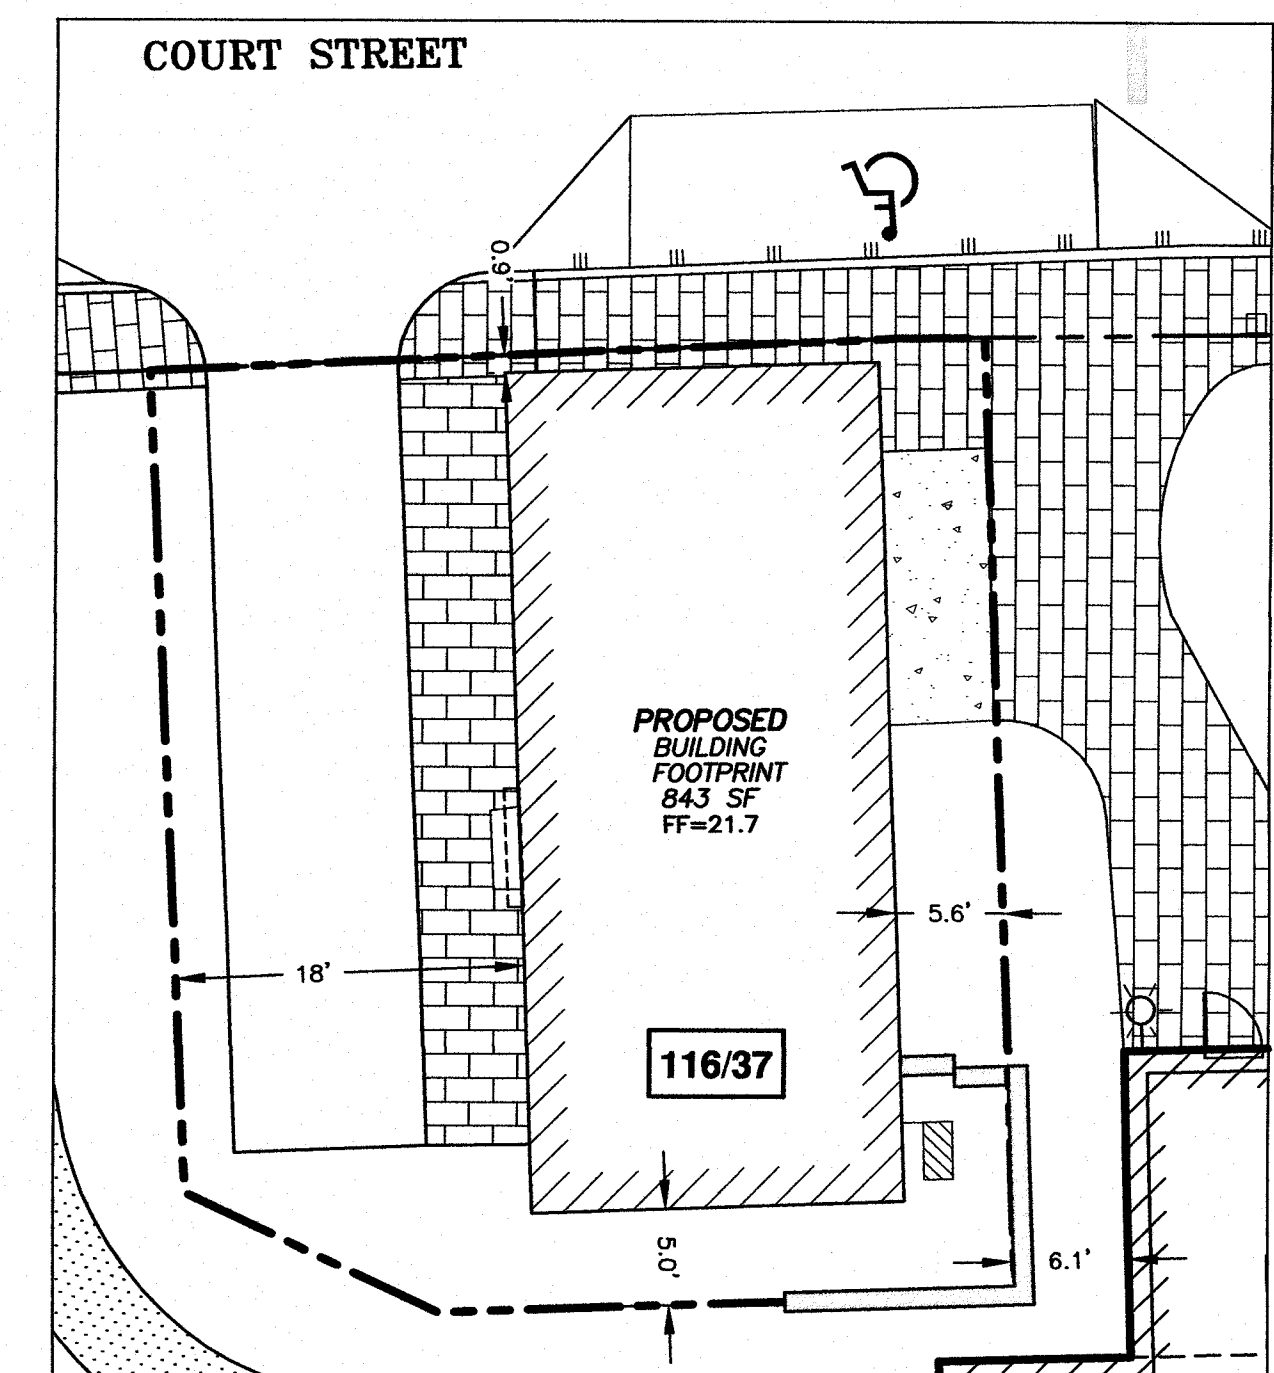 COURT STREET
0.9'
PROPOSED
BUILDING
FOOTPRINT
843 SF
FF=21.7
5.6'
18'
116/37
5.0'
6.1'